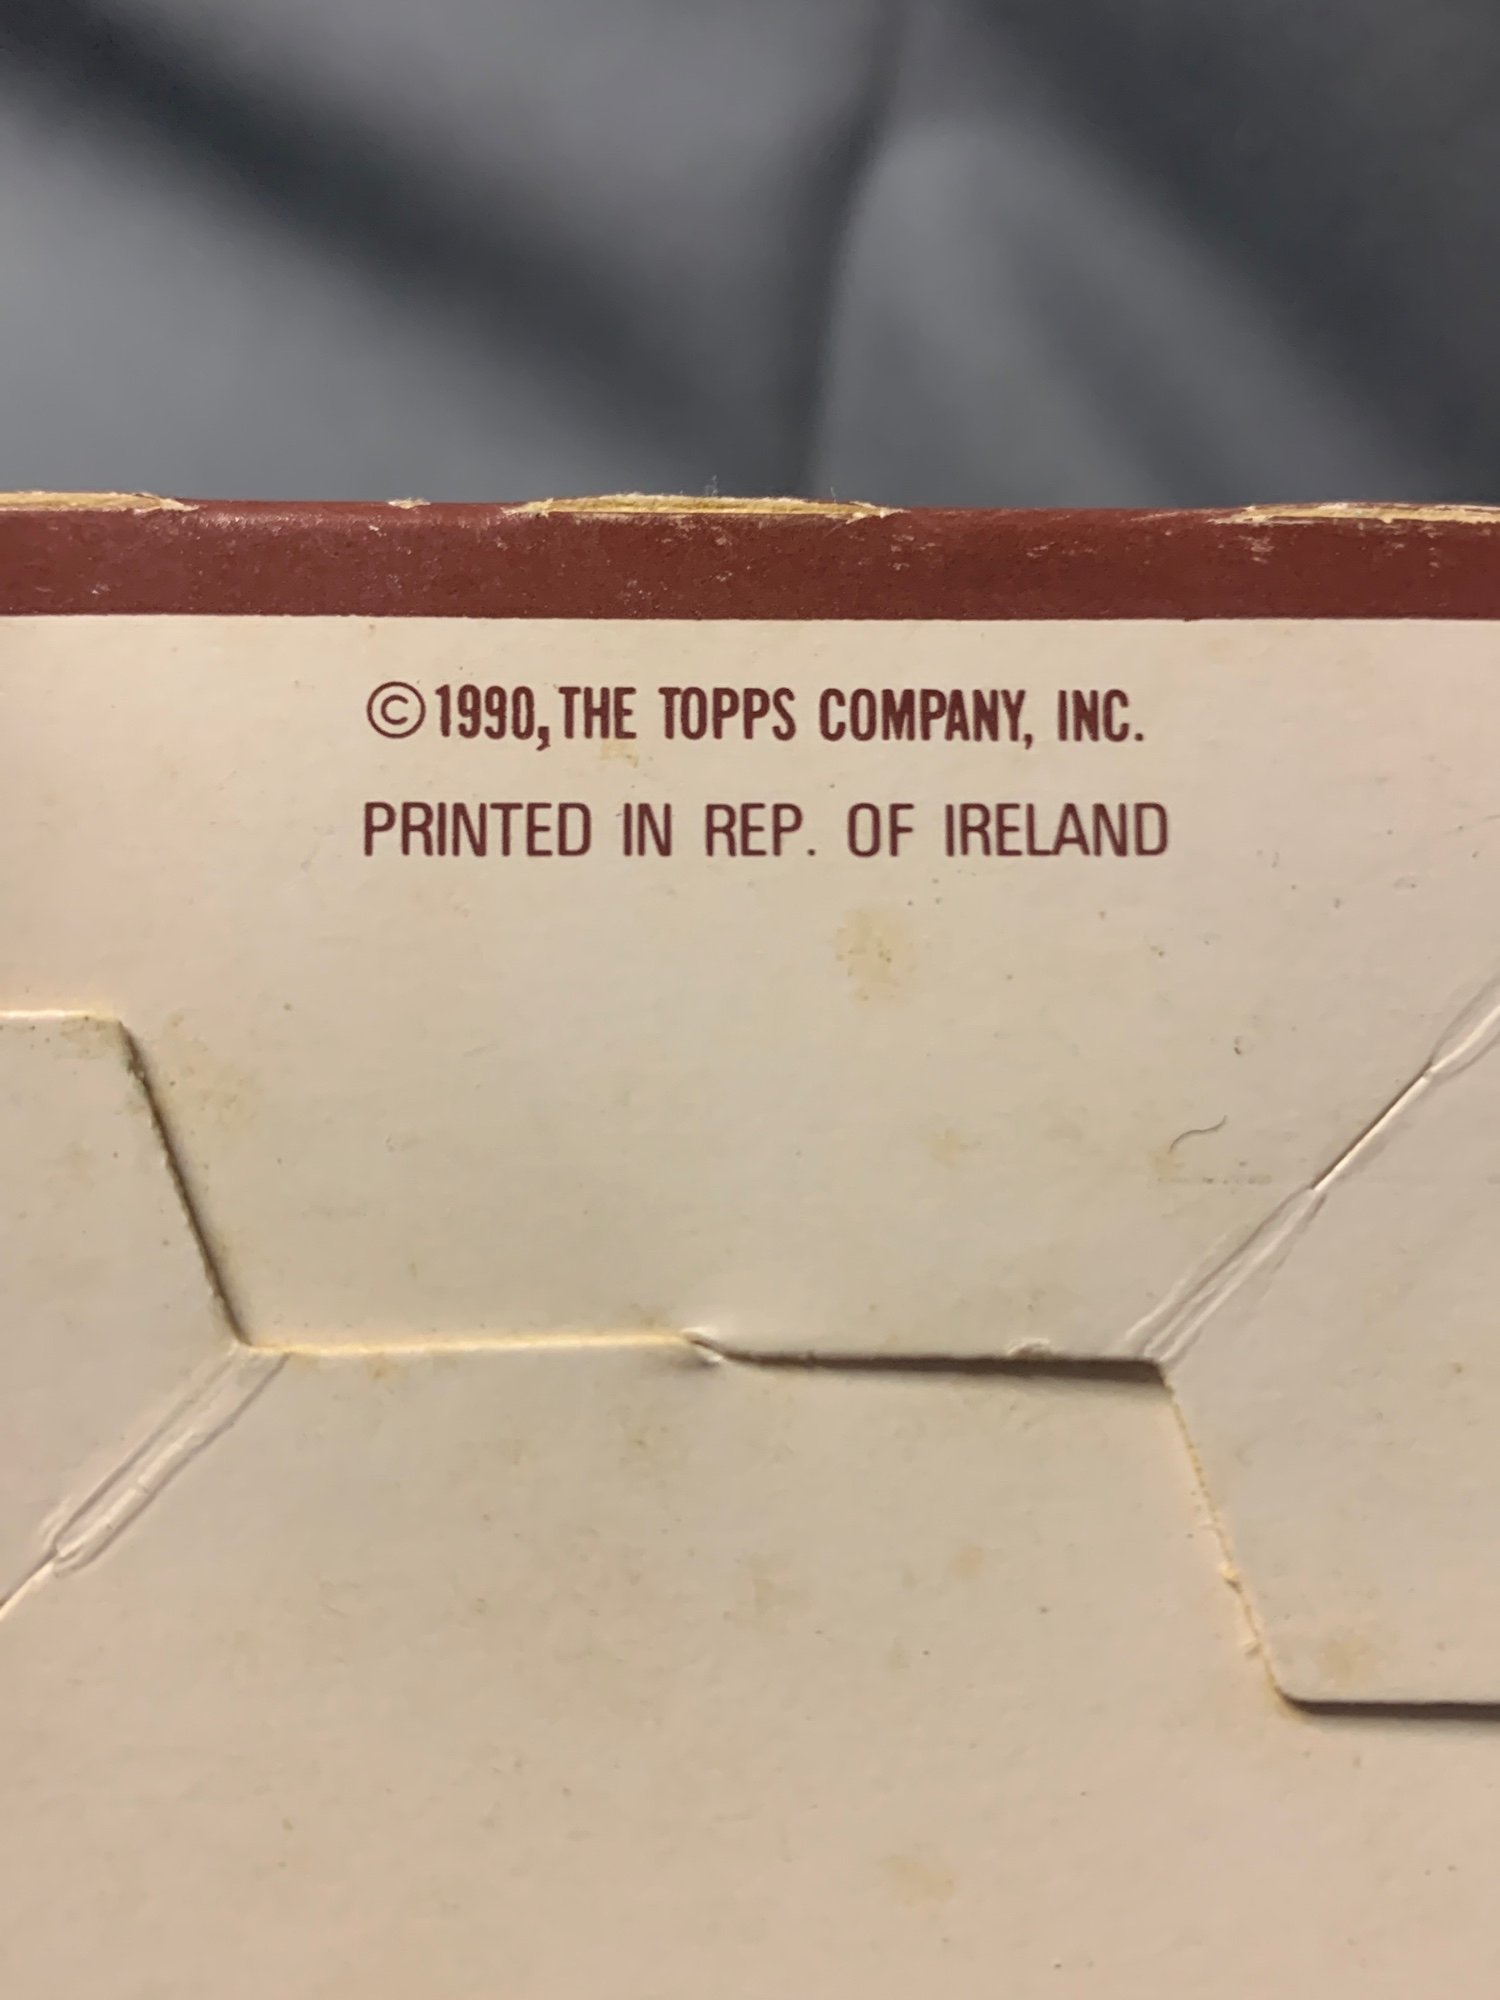 ©1990, THE TOPPS COMPANY, INC.
PRINTED IN REP. OF IRELAND